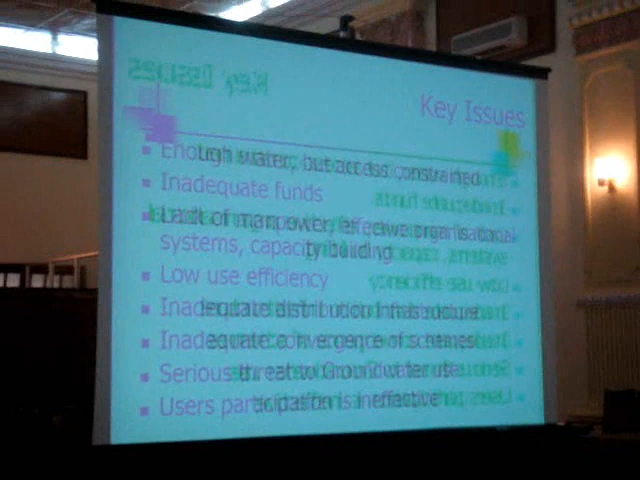 Key Issues
Enough water, but access constrained
Inadequate funds
Lack of manpower, effective organisational
systems, capacity building
Low use efficiency
Inadequate distribution infrastructure
Inadequate convergence of schemes
Serious threat to Groundwater use
Users participation is ineffective